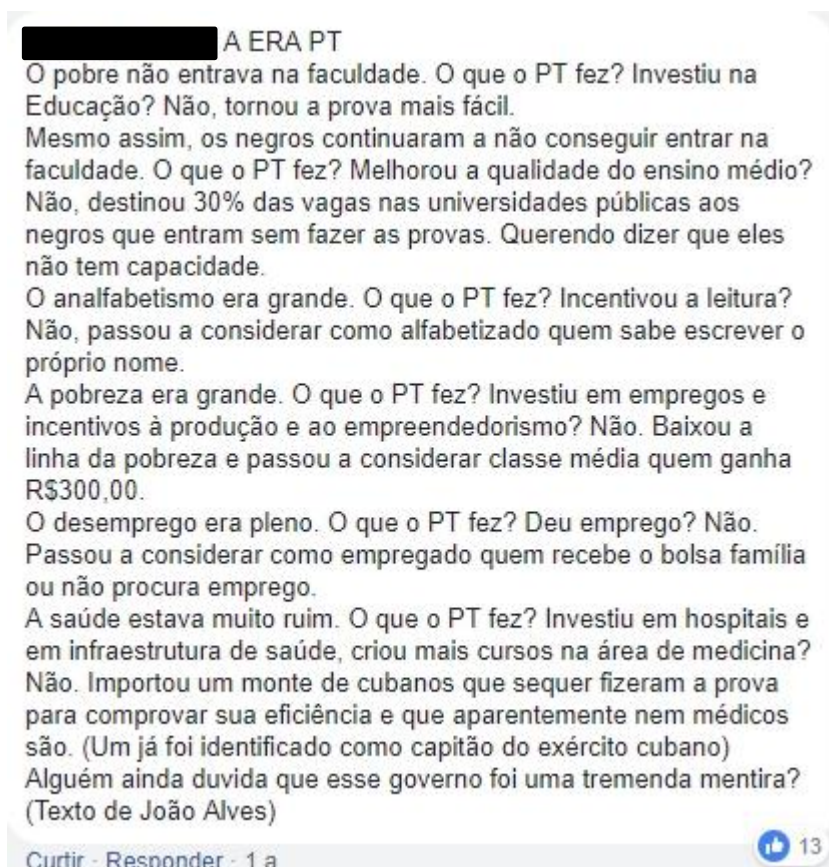 A ERA PT
O pobre não entrava na faculdade. O que o PT fez? Investiu na
Educação? Não, tornou a prova mais fácil.
Mesmo assim, os negros continuaram a não conseguir entrar na
faculdade. O que o PT fez? Melhorou a qualidade do ensino médio?
Não, destinou 30% das vagas nas universidades públicas aos
negros que entram sem fazer as provas. Querendo dizer que eles
não tem capacidade.
O analfabetismo era grande. O que o PT fez? Incentivou a leitura?
Não, passou a considerar como alfabetizado quem sabe escrever o
próprio nome.
A pobreza era grande. O que o PT fez? Investiu em empregos e
incentivos à produção e ao empreendedorismo? Não. Baixou a
linha da pobreza e passou a considerar classe média quem ganha
R$300,00.
O desemprego era pleno. O que o PT fez? Deu emprego? Não.
Passou a considerar como empregado quem recebe o bolsa família
ou não procura emprego.
A saúde estava muito ruim. O que o PT fez? Investiu em hospitais e
em infraestrutura de saúde, criou mais cursos na área de medicina?
Não. Importou um monte de cubanos que sequer fizeram a prova
para comprovar sua eficiência e que aparentemente nem médicos
são. (Um já foi identificado como capitão do exército cubano)
Alguém ainda duvida que esse governo foi uma tremenda mentira?
(Texto de João Alves)
13
Curtir · Responder · 1 a